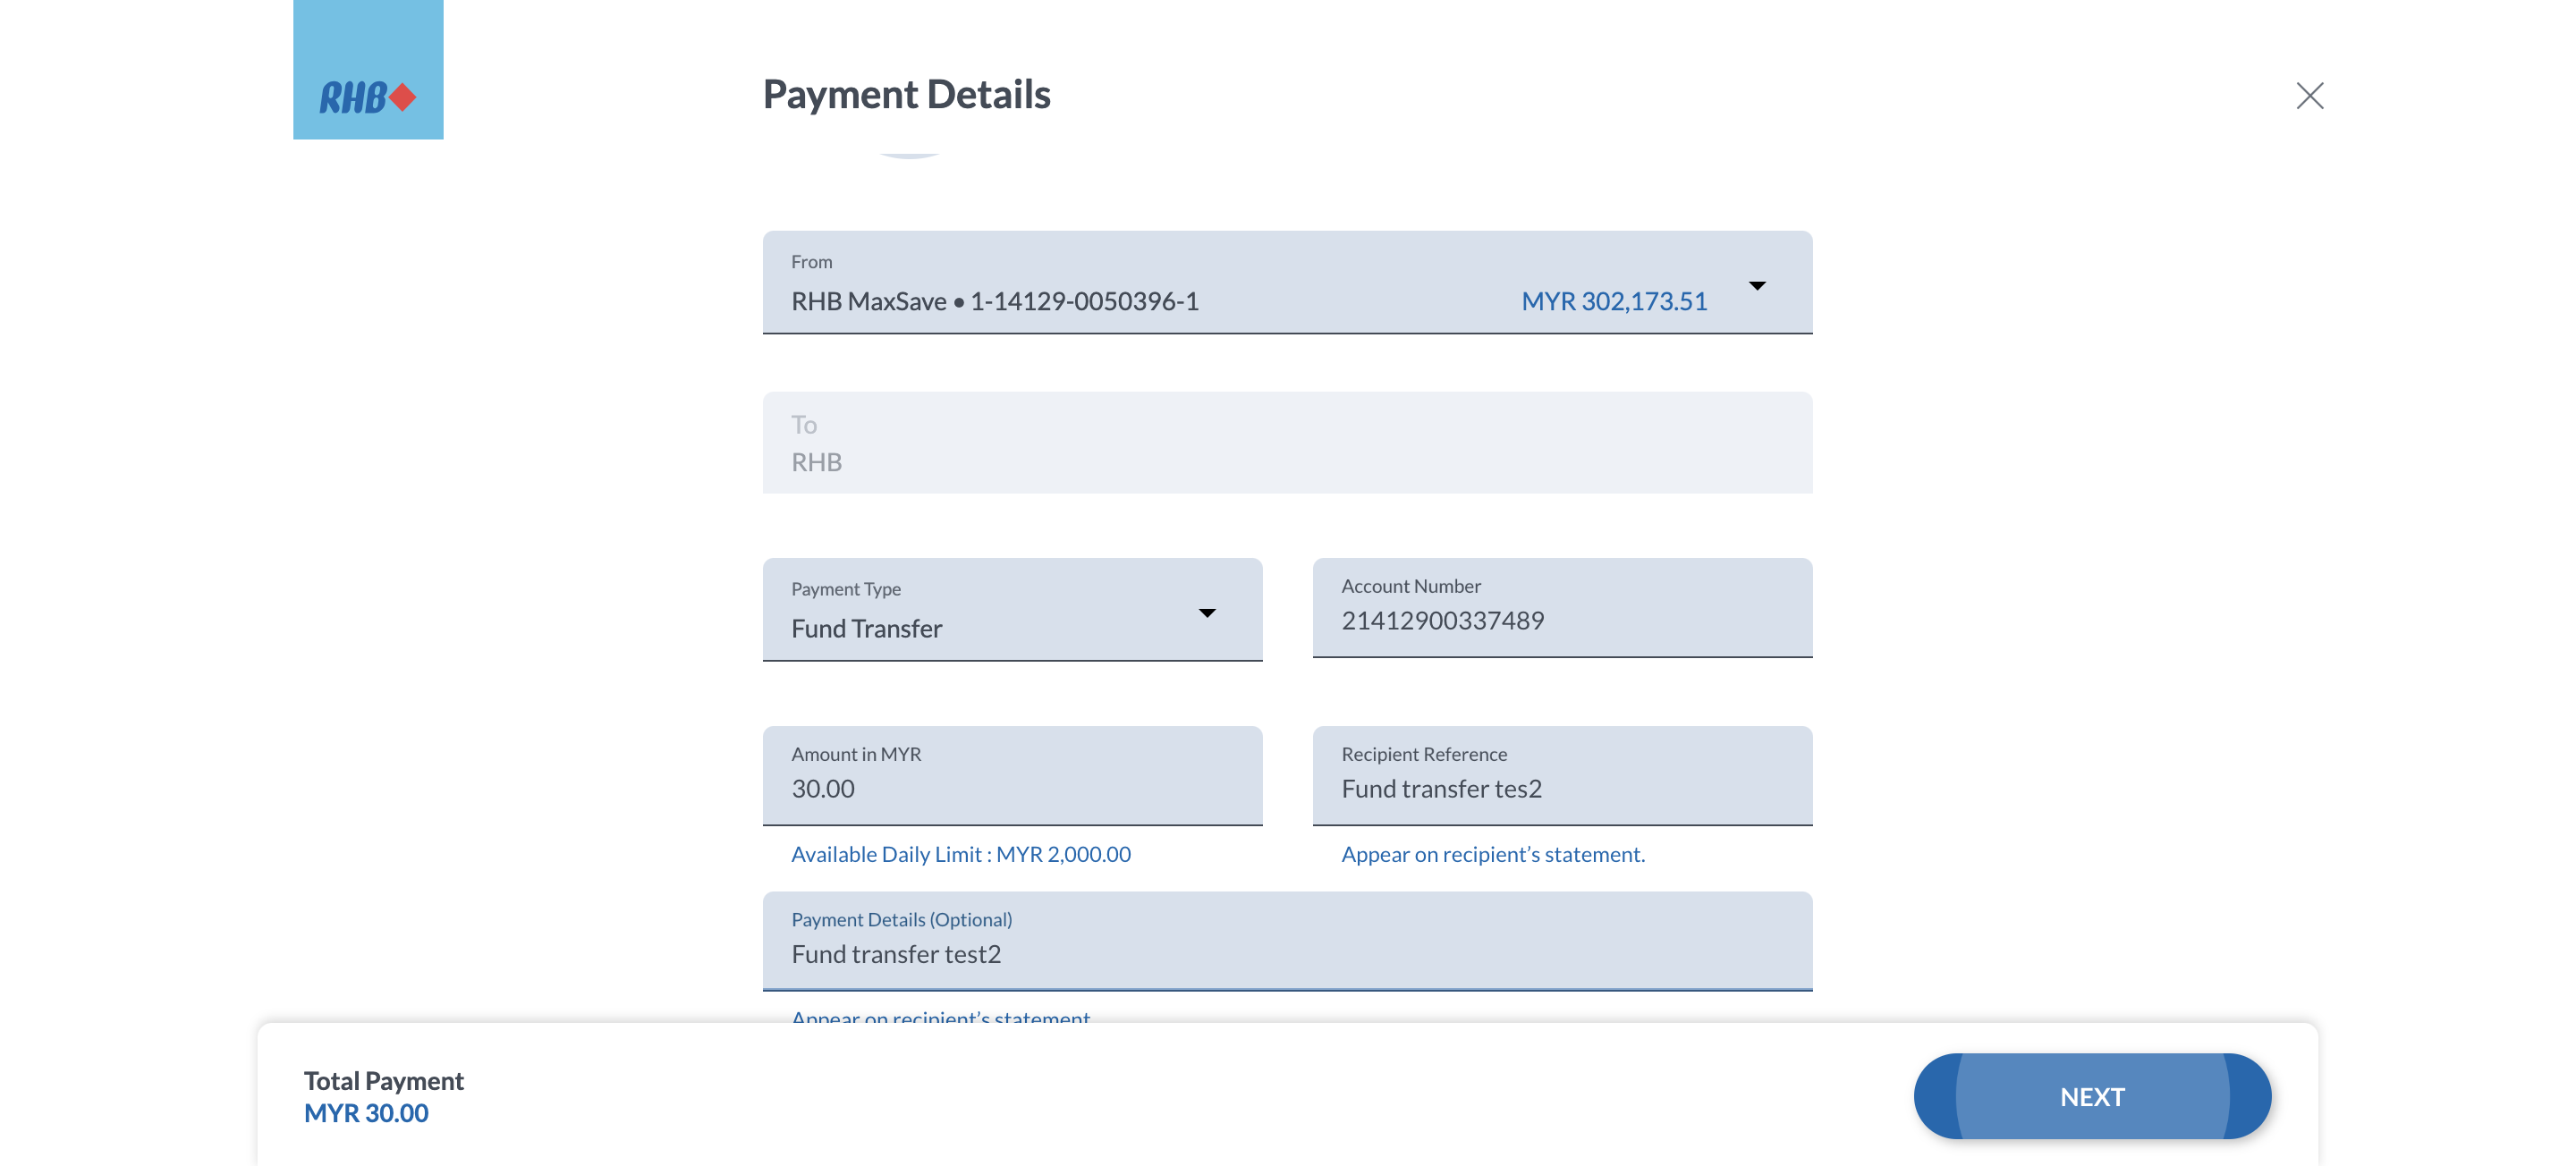 RHB
Payment Details
From
RHB MaxSave • 1-14129-0050396-1
MYR 302,173.51
To
RHB
Payment Type
Fund Transfer
Account Number
21412900337489
Amount in MYR
30.00
Available Daily Limit : MYR 2,000.00
Recipient Reference
Fund transfer tes2
Appear on recipient’s statement.
Payment Details (Optional)
Fund transfer test2
Appear on recipient’s statement
Total Payment
MYR 30.00
NEXT